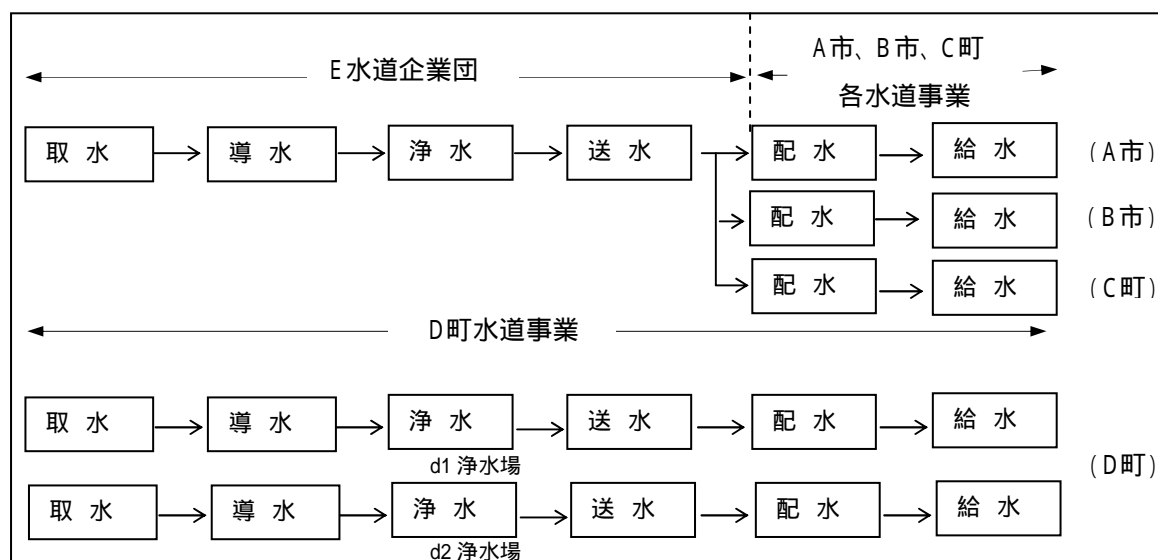 E水道企業団
A市、B市、C町
各水道事業
取 水 導 水 浄 水 送 水 配 水 給 水 (A市)
配 水 給 水 (B市)
配 水 給 水 (C町)
D町水道事業
取 水 導 水 浄 水 送 水 配 水 給 水
d1 浄水場
(D町)
取 水 導 水 浄 水 送 水 配 水 給 水
d2 浄水場